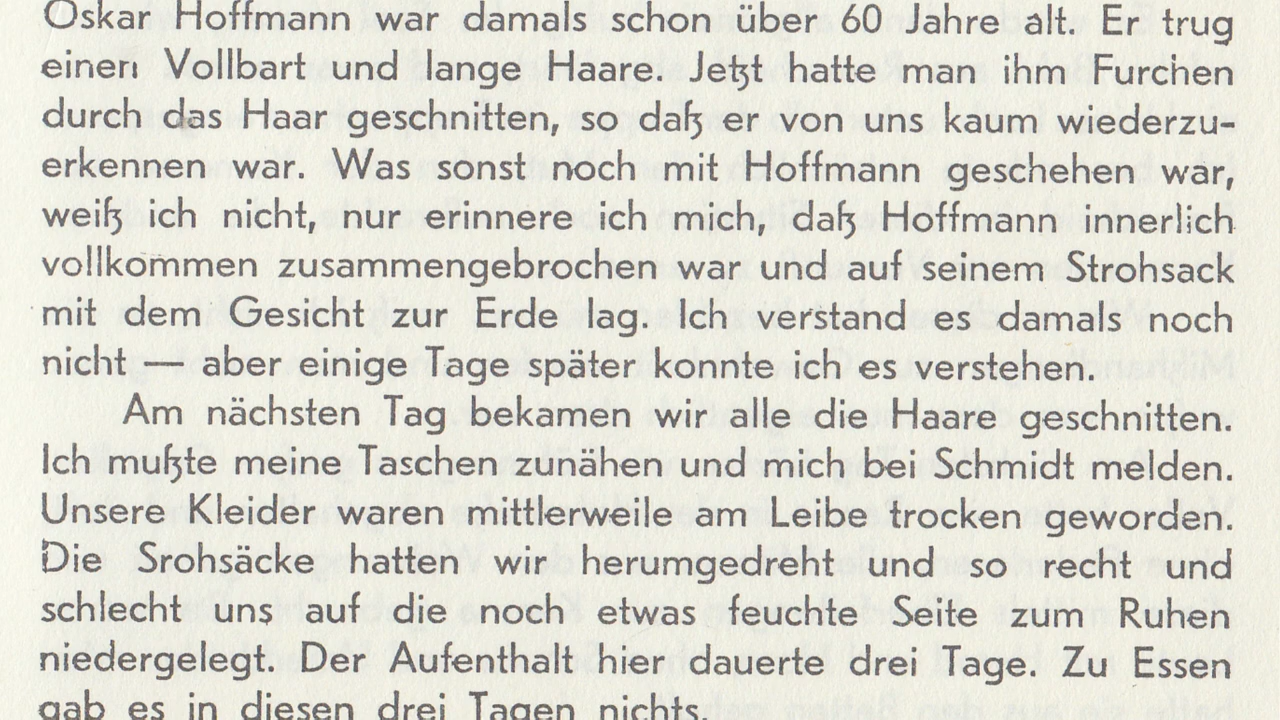 Oskar Hoffmann war damals schon über 60 Jahre alt. Er trug
einen Vollbart und lange Haare. Jetzt hatte man ihm Furchen
durch das Haar geschnitten, so daß er von uns kaum wiederzu-
erkennen war. Was sonst noch mit Hoffmann geschehen war,
weiß ich nicht, nur erinnere ich mich, daß Hoffmann innerlich
vollkommen zusammengebrochen war und auf seinem Strohsack
mit dem Gesicht zur Erde lag. Ich verstand es damals noch
nicht — aber einige Tage später konnte ich es verstehen.
Am nächsten Tag bekamen wir alle die Haare geschnitten.
Ich mußte meine Taschen zunähen und mich bei Schmidt melden.
Unsere Kleider waren mittlerweile am Leibe trocken geworden.
Die Srohsäcke hatten wir herumgedreht und so recht und
schlecht uns auf die noch etwas feuchte Seite zum Ruhen
niedergelegt. Der Aufenthalt hier dauerte drei Tage. Zu Essen
gab es in diesen drei Tagen nichts.